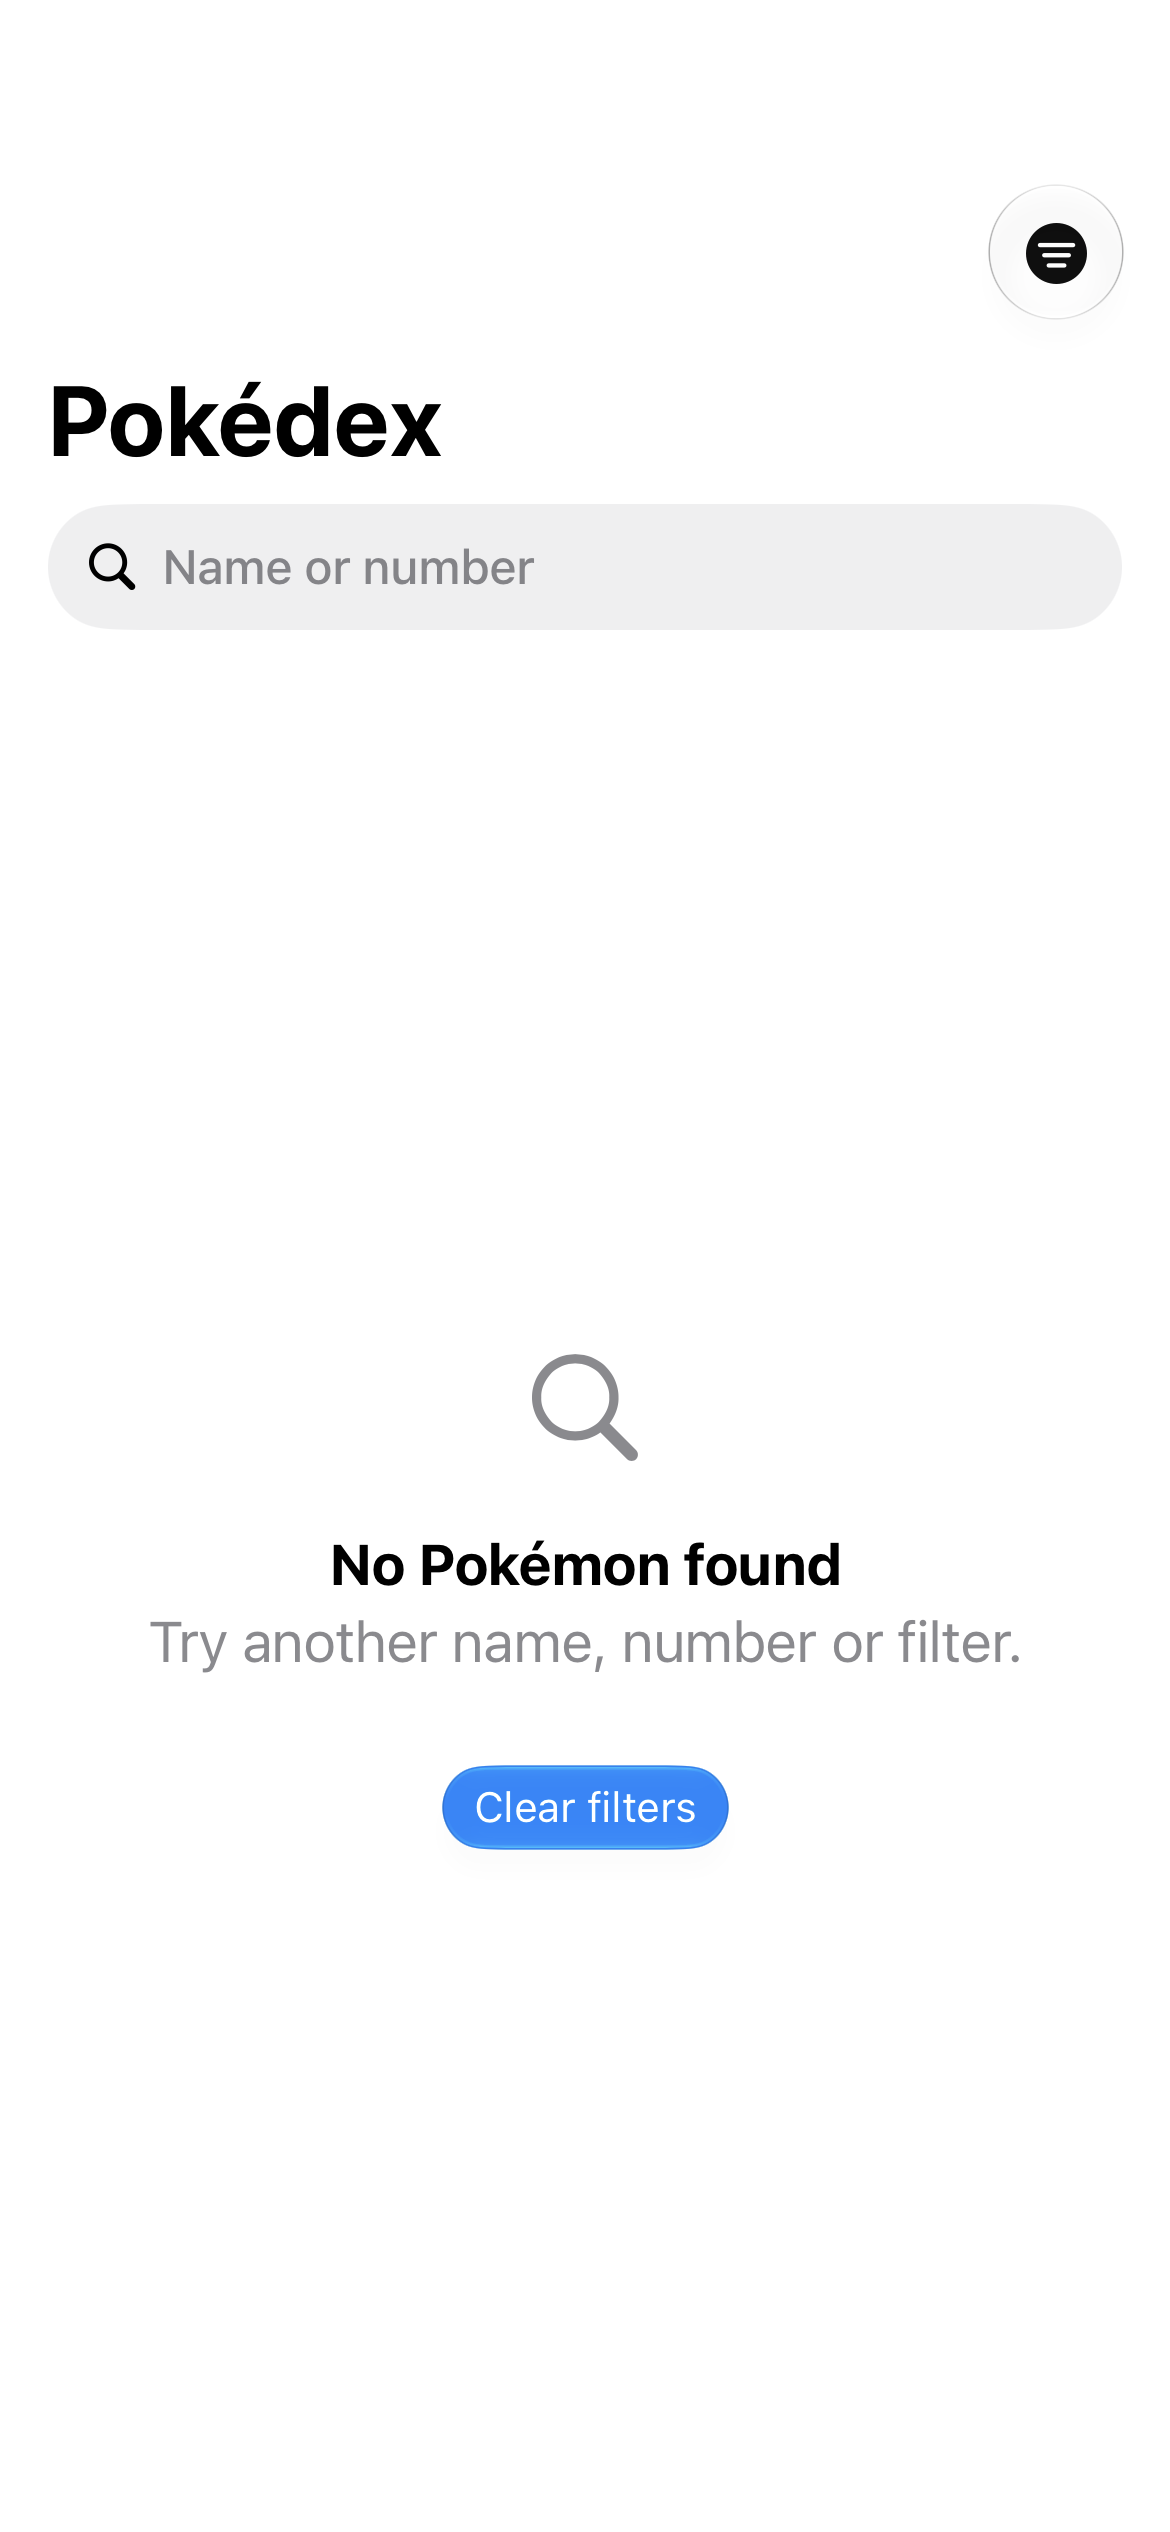 Pokédex
Name or number
No Pokémon found
Try another name, number or filter.
Clear filters